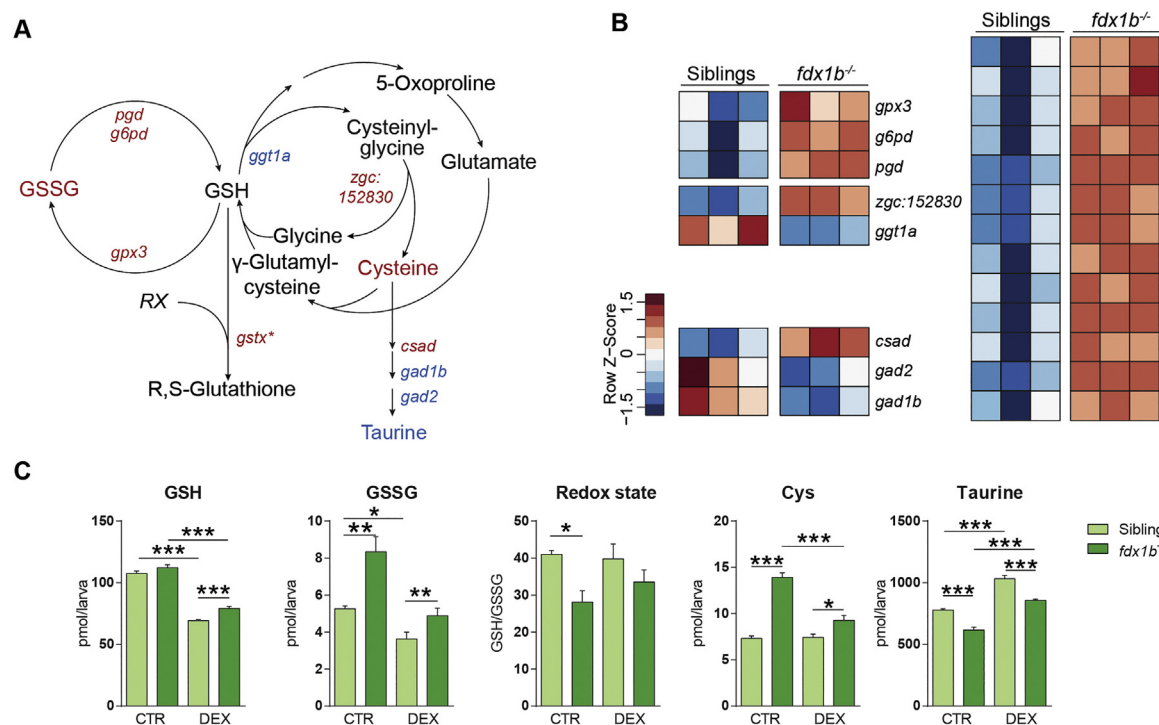 A
5-Oxoproline
pgd
g6pd
Cysteinyl-
glycine
ggt1a
Glutamate
GSSG
GSH
zgc:
152830
gpx3
Glycine
γ-Glutamyl-
cysteine
Cysteine
RX
gstx*
csad
R,S-Glutathione
gad1b
gad2
Taurine
B
Siblings
fdx1b-/-
Siblings
fdx1b-/-
gpx3
g6pd
pgd
zgc:152830
ggt1a
Row Z-Score
1.5
0
-1.5
csad
gad2
gad1b
C
GSH
pmol/larva
150
100
50
0
***
***
***
CTR
DEX
GSSG
pmol/larva
10
8
6
4
2
0
*
**
**
CTR
DEX
Redox state
GSH/GSSG
50
40
30
20
10
0
*
CTR
DEX
Cys
pmol/larva
20
15
10
5
0
***
***
*
CTR
DEX
Taurine
pmol/larva
1500
1000
500
0
***
***
***
***
CTR
DEX
Sibling
fdx1b